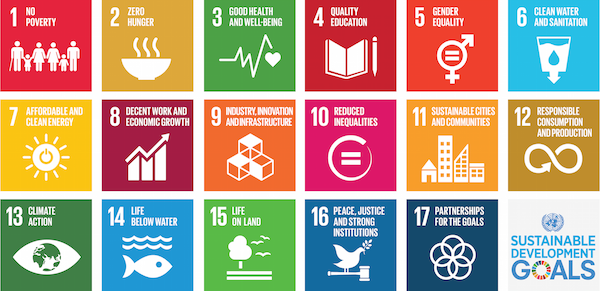 1 NO
POVERTY
2 ZERO
HUNGER
3 GOOD HEALTH
AND WELL-BEING
4 QUALITY
EDUCATION
5 GENDER
EQUALITY
6 CLEAN WATER
AND SANITATION
7 AFFORDABLE AND
CLEAN ENERGY
8 DECENT WORK AND
ECONOMIC GROWTH
9 INDUSTRY, INNOVATION
AND INFRASTRUCTURE
10 REDUCED
INEQUALITIES
11 SUSTAINABLE CITIES
AND COMMUNITIES
12 RESPONSIBLE
CONSUMPTION
AND PRODUCTION
13 CLIMATE
ACTION
14 LIFE
BELOW WATER
15 LIFE
ON LAND
16 PEACE, JUSTICE
AND STRONG
INSTITUTIONS
17 PARTNERSHIPS
FOR THE GOALS
SUSTAINABLE
DEVELOPMENT
GOALS